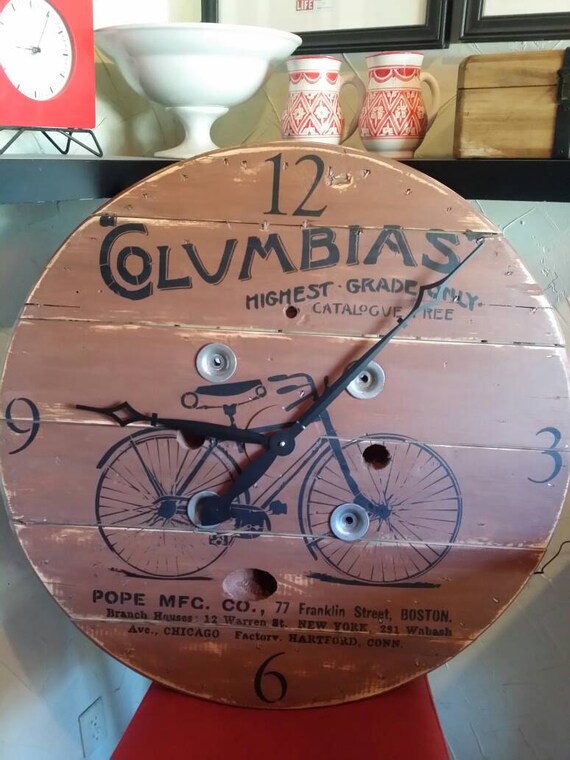 LIFE
12
COLUMBIAS
HIGHEST · GRADE ONLY.
CATALOGUE FREE
9
3
POPE MFG. CO., 77 Franklin Street, BOSTON.
Branch Houses: 12 Warren St. NEW YORK, 291 Wabash
Ave., CHICAGO Factory. HARTFORD, CONN.
6